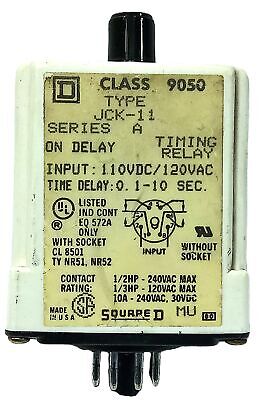 D
CLASS 9050
TYPE
JCK-11
SERIES A
ON DELAY TIMING RELAY
INPUT: 110VDC/120VAC
TIME DELAY: 0.1-10 SEC.
UL LISTED
IND CONT
EQ 572A
ONLY
WITH SOCKET
CL 8501
TY NR51, NR52
INPUT
WITHOUT
SOCKET
CONTACT RATING:
1/2HP - 240VAC MAX
1/3HP - 120VAC MAX
10A - 240VAC, 30VDC
MADE IN U S A
SA
SQUARE D
MU